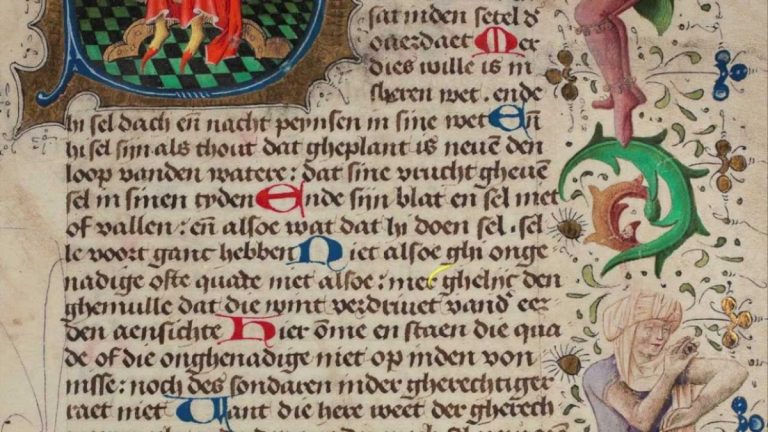 sat inden setel d
overdaet Mer
dies wille is in
sheren wet . ende
hi sel dach en̄ nacht peynsen in sine wet En̄
hi sel sijn als thout dat gheplant is neuen den
loop vanden watere : dat sine vrucht gheuen
sel in sinen tyden Ende sijn blat en sel niet
of vallen : en̄ alsoe wat dat hi doen sel . sel
le voort ganc hebben Niet alsoe ghi onge
nadige ofte quade niet alsoe : mer ghelijc den
ghemulle dat die wint verdriuet vand' eer
den aensichte Hier ōme en staen die qua
de of die onghenadige niet op inden von
nisse : noch des sondaren inder gherechtiger
raet niet Want die here weet der gherech